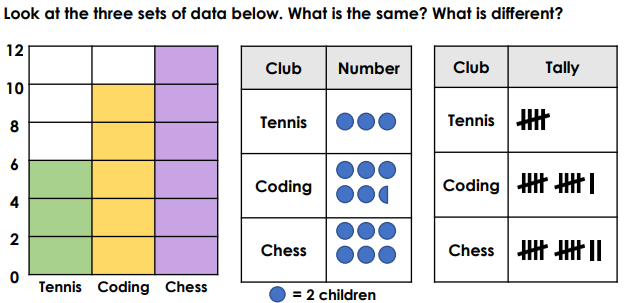 Look at the three sets of data below. What is the same? What is different?
12
10
8
6
4
2
0
Tennis Coding Chess
Club Number
Tennis
Coding
Chess
= 2 children
Club Tally
Tennis
Coding
Chess